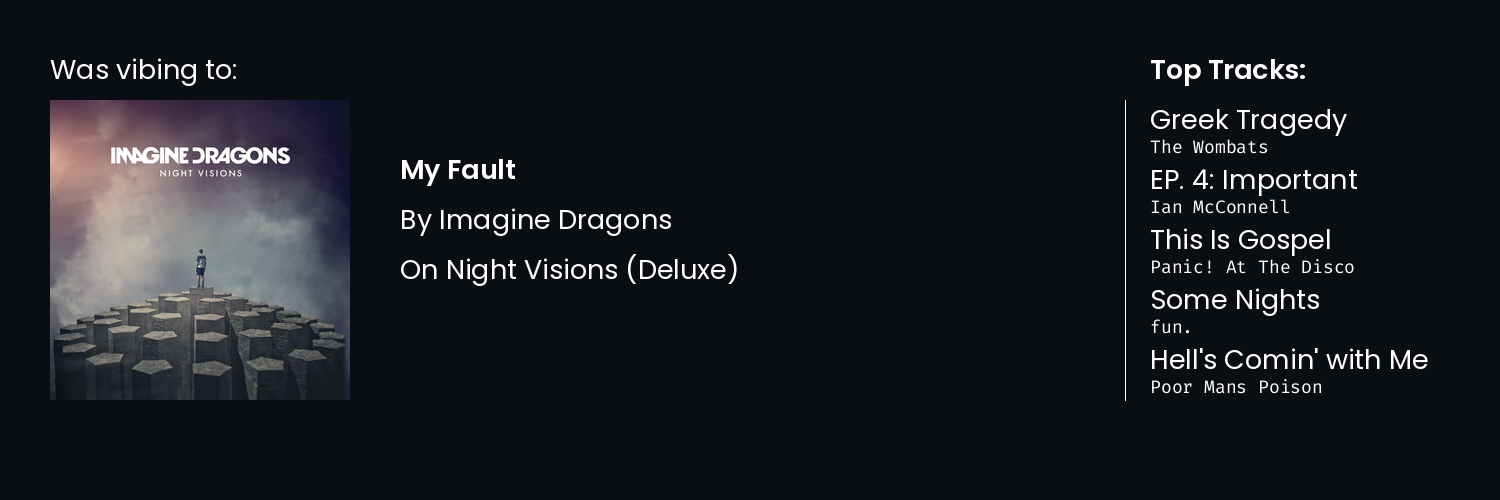 Was vibing to:
IMAGINE DRAGONS
NIGHT VISIONS
My Fault
By Imagine Dragons
On Night Visions (Deluxe)
Top Tracks:
Greek Tragedy
The Wombats
EP. 4: Important
Ian McConnell
This Is Gospel
Panic! At The Disco
Some Nights
fun.
Hell's Comin' with Me
Poor Mans Poison